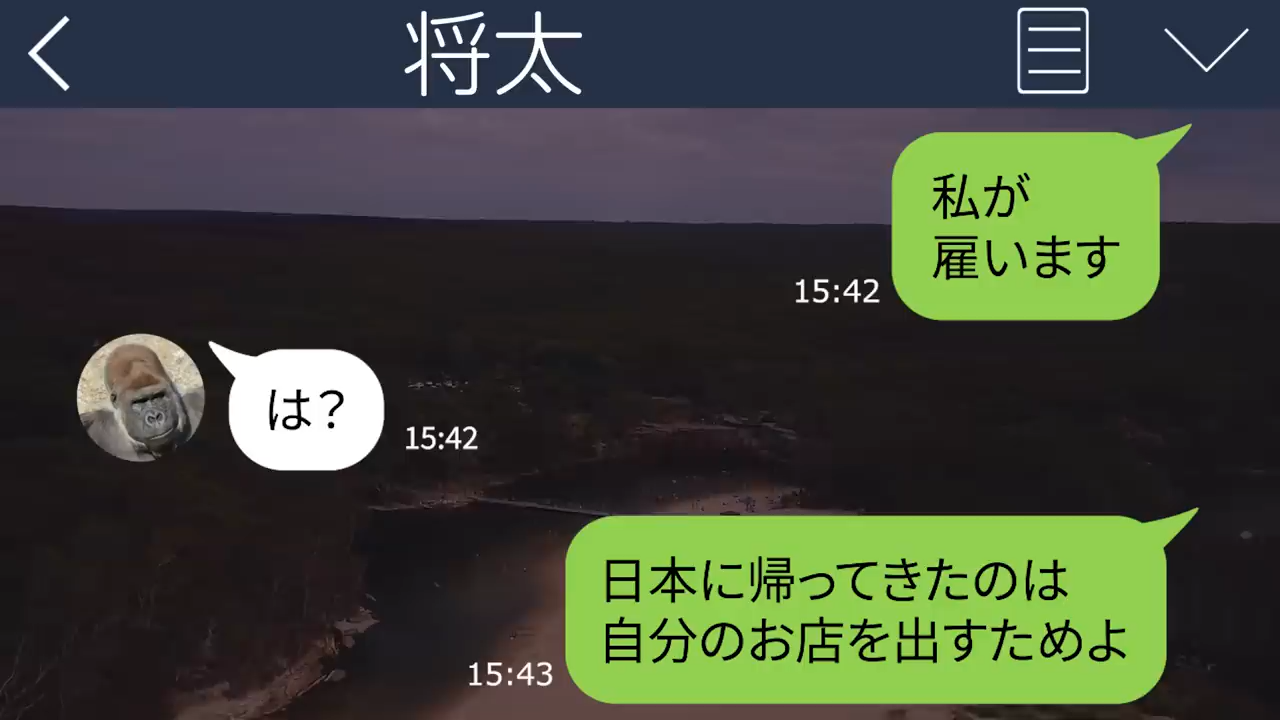 将太
私が
雇います
15:42
は?
15:42
日本に帰ってきたのは
自分のお店を出すためよ
15:43